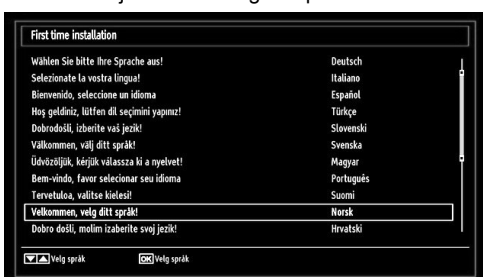 First time installation
Wählen Sie bitte Ihre Sprache aus! Deutsch
Selezionate la vostra lingua! Italiano
Bienvenido, seleccione un idioma Español
Hoş geldiniz, lütfen dil seçimini yapınız! Türkçe
Dobrodošli, izberite vaš jezik! Slovenski
Välkommen, välj ditt språk! Svenska
Üdvözöljük, kérjük válassza ki a nyelvet! Magyar
Bem-vindo, favor selecionar seu idioma Português
Tervetuloa, valitse kielesi! Suomi
Velkommen, velg ditt språk! Norsk
Dobro došli, molim izaberite svoj jezik! Hrvatski
Velg språk OK Velg språk